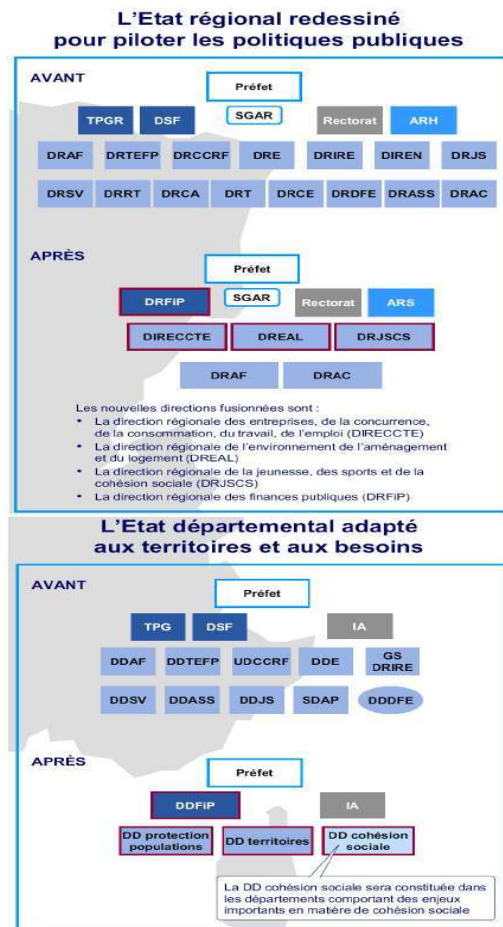 L'Etat régional redessiné
pour piloter les politiques publiques
AVANT
Préfet
TPGR DSF SGAR Rectorat ARH
DRAF DRTEFP DRCCRF DRE DRIRE DIREN DRJS
DRSV DRRT DRCA DRT DRCE DRDFE DRASS DRAC
APRÈS
Préfet
DRFiP SGAR Rectorat ARS
DIRECCTE DREAL DRJSCS
DRAF DRAC
Les nouvelles directions fusionnées sont :
• La direction régionale des entreprises, de la concurrence,
de la consommation, du travail, de l'emploi (DIRECCTE)
• La direction régionale de l'environnement de l'aménagement
et du logement (DREAL)
• La direction régionale de la jeunesse, des sports et de la
cohésion sociale (DRJSCS)
• La direction régionale des finances publiques (DRFiP)
L'Etat départemental adapté
aux territoires et aux besoins
AVANT
Préfet
TPG DSF IA
DDAF DDTEFP UDCCRF DDE GS
DRIRE
DDSV DDASS DDJS SDAP DDDFE
APRÈS
Préfet
DDFiP IA
DD protection
populations
DD territoires
DD cohésion
sociale
La DD cohésion sociale sera constituée dans
les départements comportant des enjeux
importants en matière de cohésion sociale